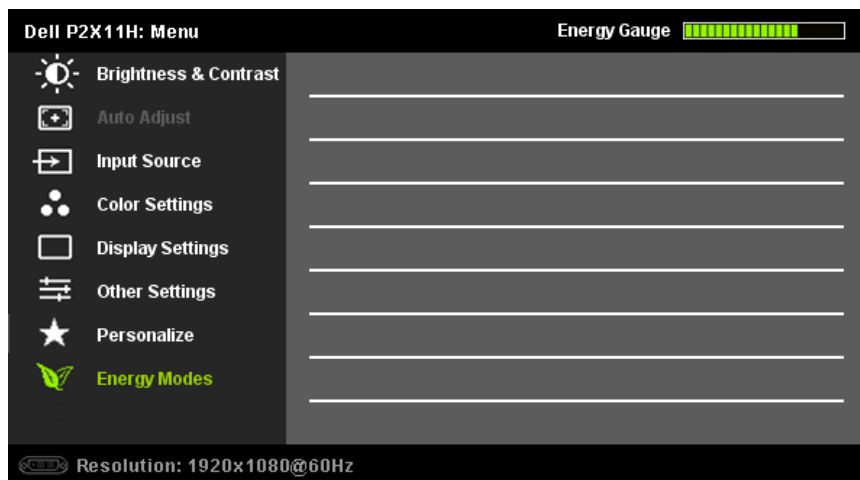 Dell P2X11H: Menu
Energy Gauge
Brightness & Contrast
Auto Adjust
Input Source
Color Settings
Display Settings
Other Settings
Personalize
Energy Modes
Resolution: 1920x1080@60Hz